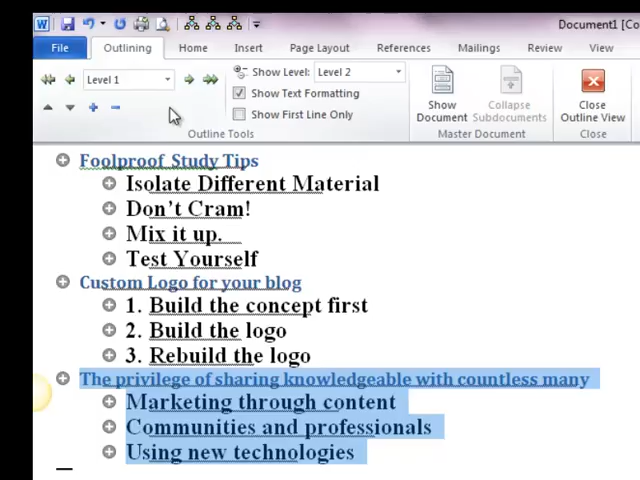 Document1 [Co
File Outlining Home Insert Page Layout References Mailings Review View
Level 1 Show Level: Level 2
Show Text Formatting
Show First Line Only
Show Document Collapse Subdocuments Close Outline View
Outline Tools Master Document Close
Foolproof Study Tips
Isolate Different Material
Don't Cram!
Mix it up.
Test Yourself
Custom Logo for your blog
1. Build the concept first
2. Build the logo
3. Rebuild the logo
The privilege of sharing knowledgeable with countless many
Marketing through content
Communities and professionals
Using new technologies